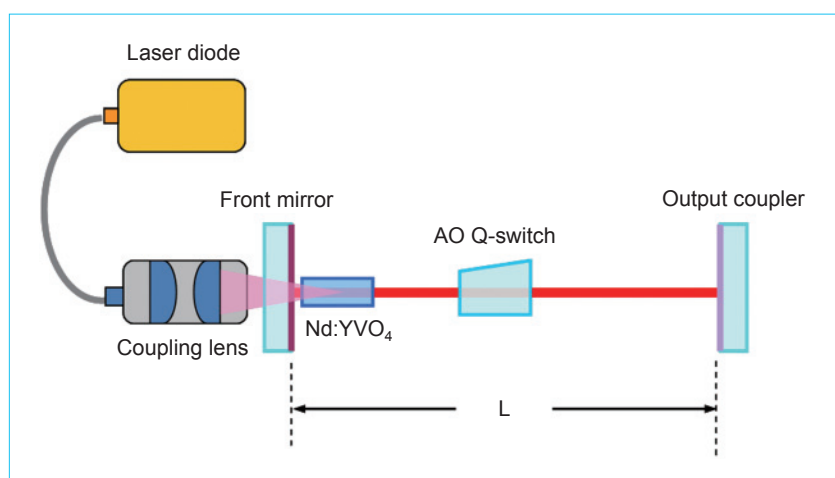 Laser diode
Front mirror
Output coupler
AO Q-switch
Nd:YVO₄
Coupling lens
L